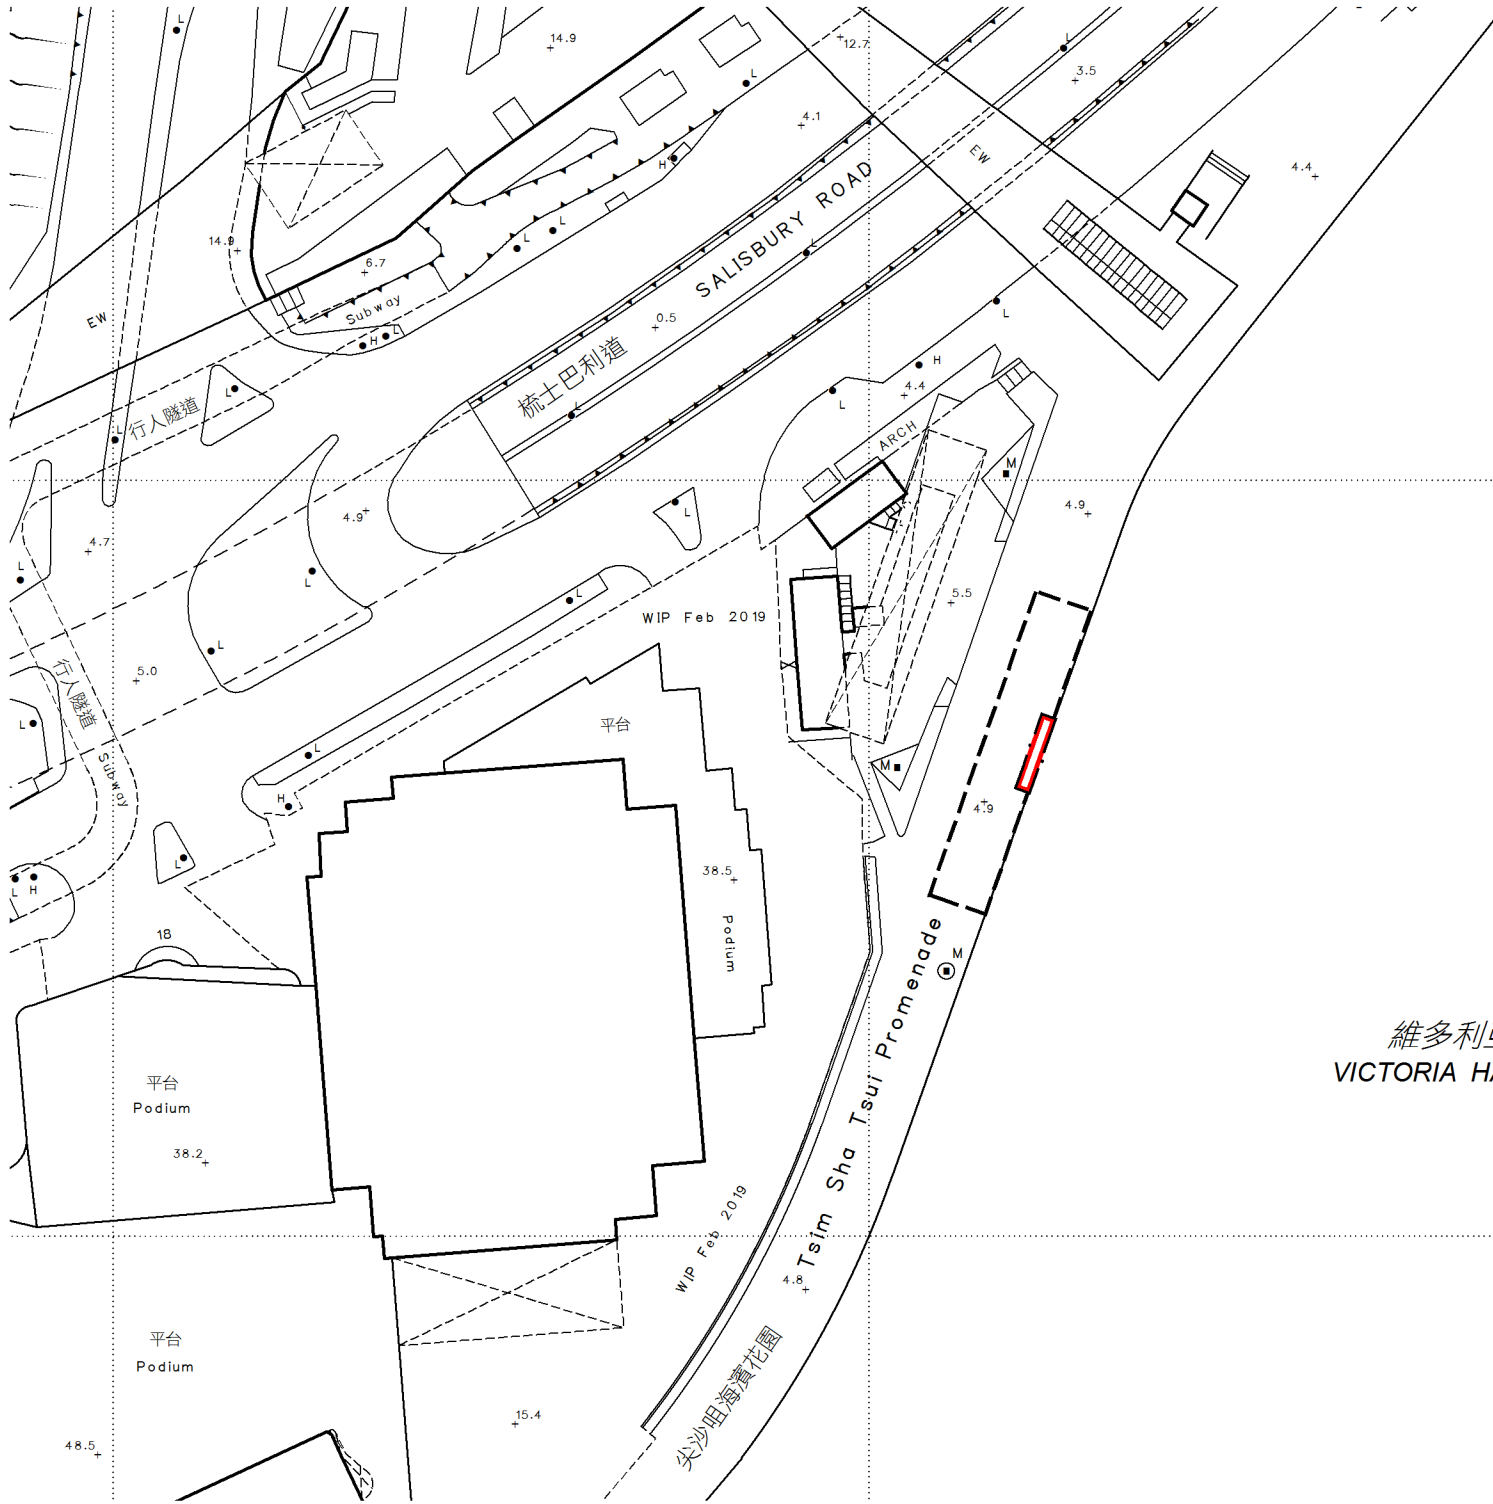 14.9
L
12.7
L
3.5
L
4.1
EW
4.4
H
SALISBURY ROAD
14.9
6.7
L
L
L
Subway
EW
H
L
0.5
L
梳士巴利道
H
4.4
L
L
行人隧道
L
L
ARCH
M
4.9
4.9
L
4.7
L
L
L
5.5
WIP Feb 2019
L
5.0
行人隧道
平台
L
Subway
L
M
H
4.9
L
38.5
L
H
Podium
18
M
Tsim Sha Tsui Promenade
維多利
VICTORIA HA
平台
Podium
38.2
WIP Feb 2019
4.8
平台
Podium
尖沙咀海濱花園
15.4
48.5